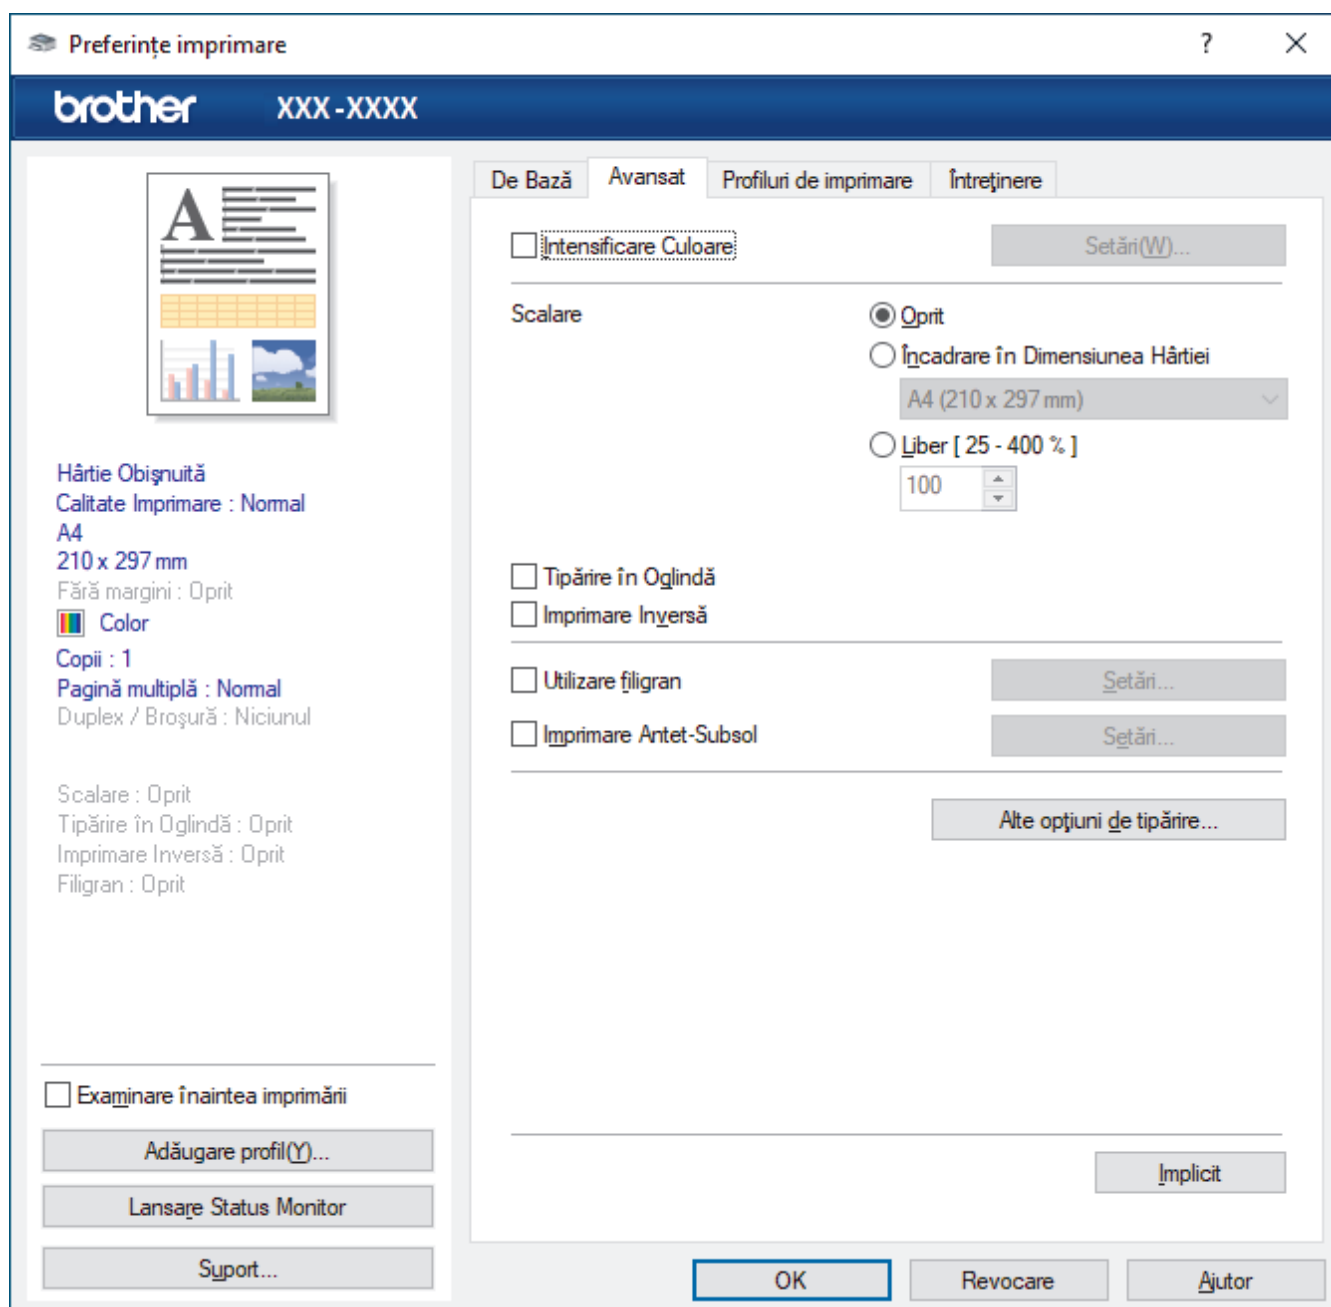 Preferințe imprimare
?
brother XXX-XXXX
A
Hârtie Obişnuită
Calitate Imprimare : Normal
A4
210 x 297 mm
Fără margini : Oprit
Color
Copii : 1
Pagină multiplă : Normal
Duplex / Broşură : Niciunul
Scalare : Oprit
Tipărire în Oglindă : Oprit
Imprimare Inversă : Oprit
Filigran : Oprit
Examinare înaintea imprimării
Adăugare profil(Y)...
Lansare Status Monitor
Suport...
De Bază Avansat Profiluri de imprimare Întreţinere
Intensificare Culoare Setări(W)...
Scalare Oprit
Încadrare în Dimensiunea Hârtiei
A4 (210 x 297 mm)
Liber [ 25 - 400 % ]
100
Tipărire în Oglindă
Imprimare Inversă
Utilizare filigran Setări...
Imprimare Antet-Subsol Setări...
Alte opţiuni de tipărire...
Implicit
OK Revocare Ajutor